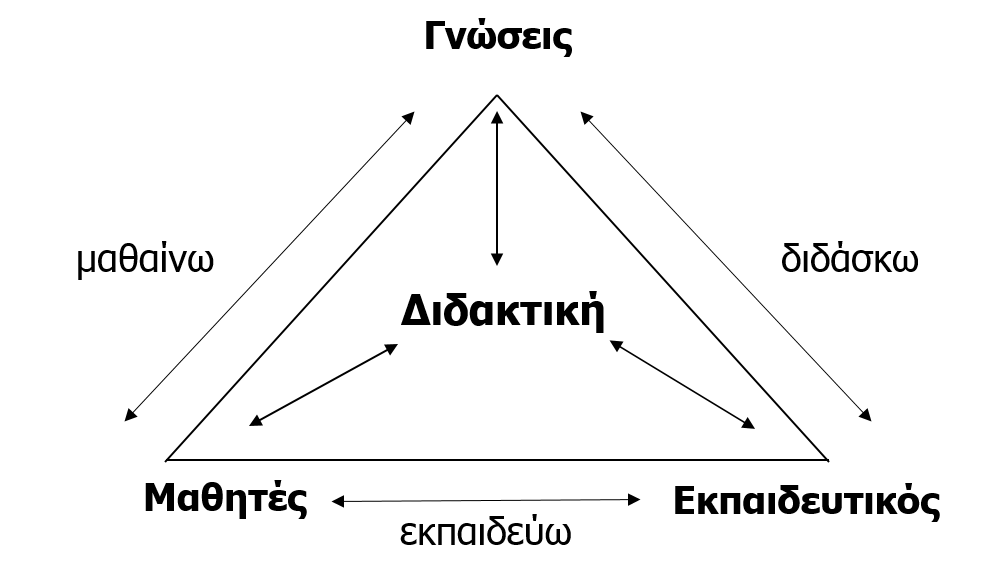 Γνώσεις
μαθαίνω
διδάσκω
Διδακτική
Μαθητές
Εκπαιδευτικός
εκπαιδεύω